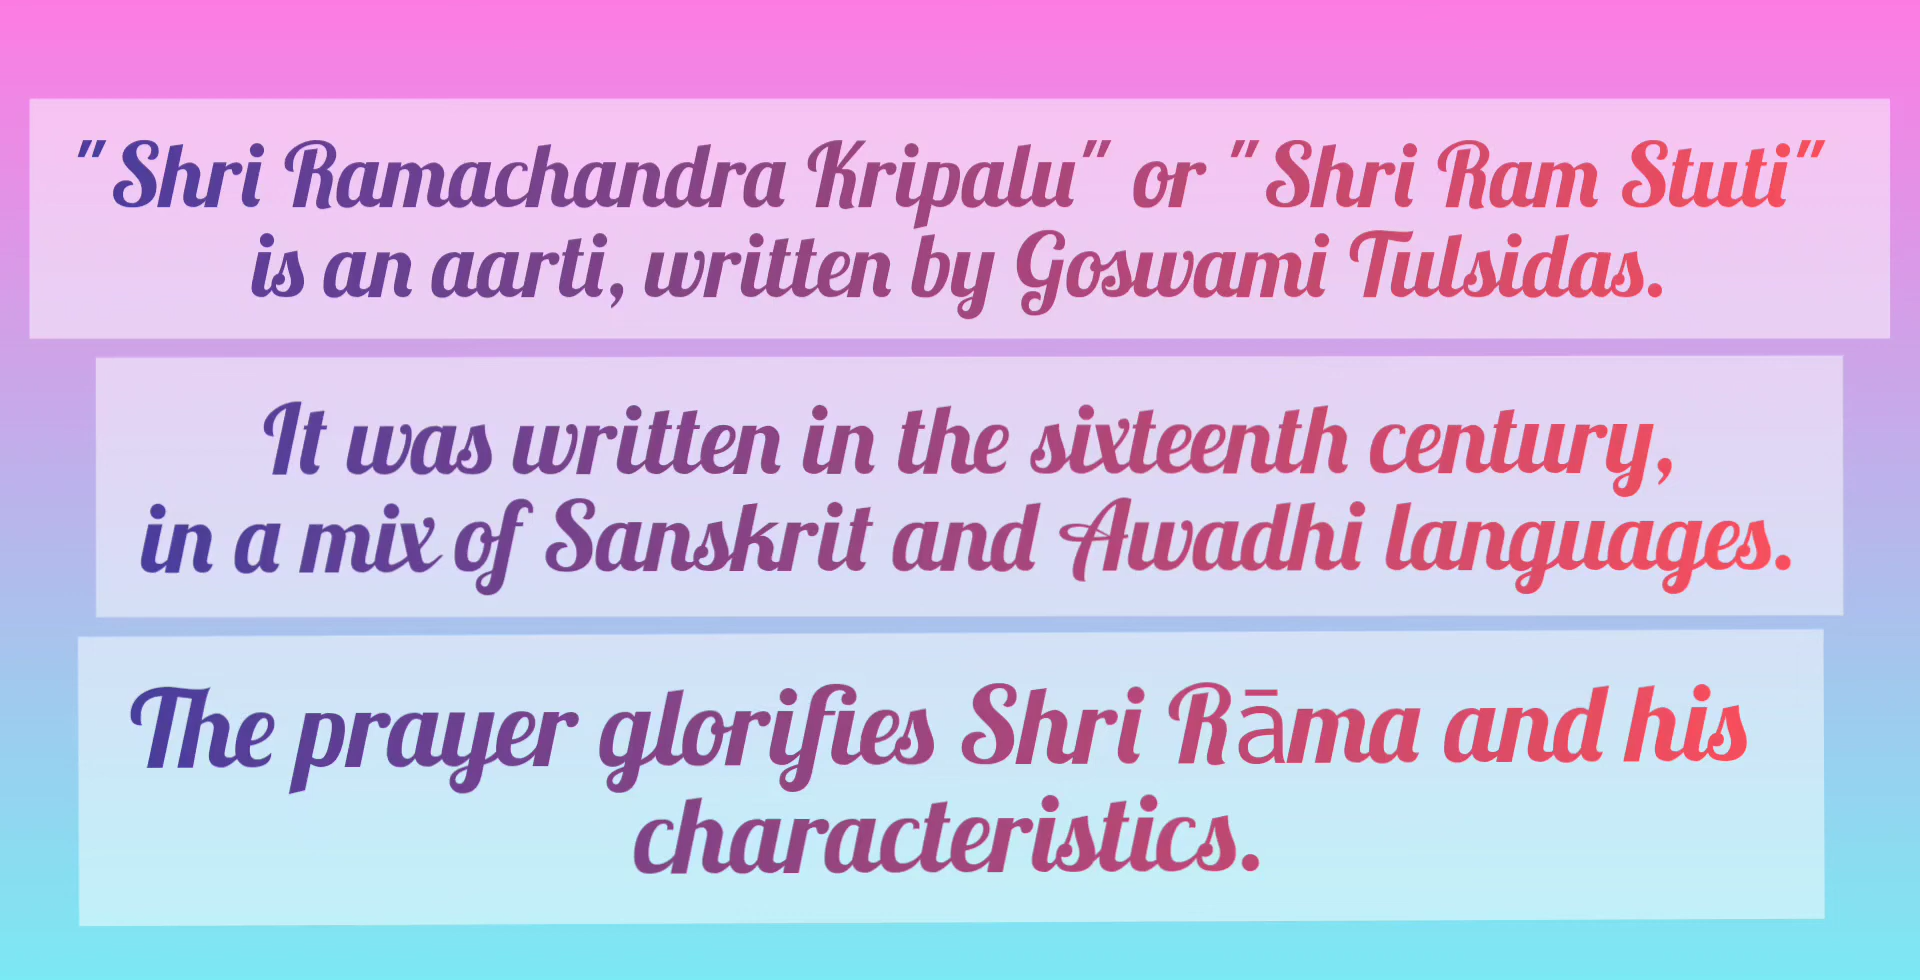 "Shri Ramachandra Kripalu" or "Shri Ram Stuti"
is an aarti, written by Goswami Tulsidas.
It was written in the sixteenth century,
in a mix of Sanskrit and Awadhi languages.
The prayer glorifies Shri Rāma and his
characteristics.